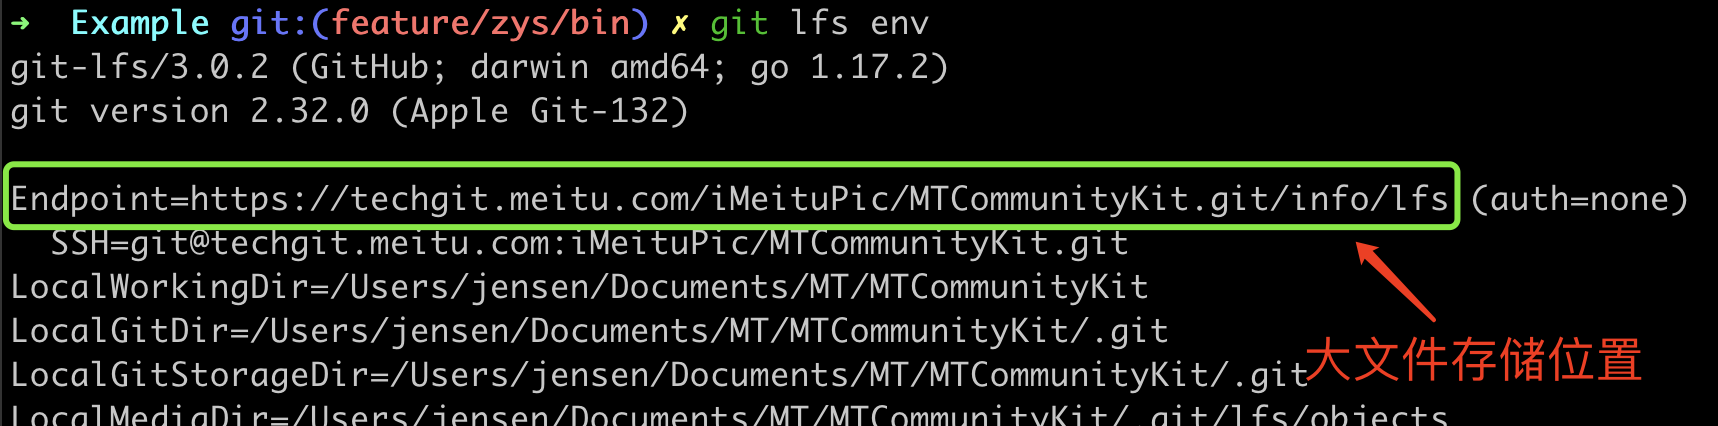 ➜  Example git:(feature/zys/bin) ✗ git lfs env
git-lfs/3.0.2 (GitHub; darwin amd64; go 1.17.2)
git version 2.32.0 (Apple Git-132)
Endpoint=https://techgit.meitu.com/iMeituPic/MTCommunityKit.git/info/lfs (auth=none)
  SSH=git@techgit.meitu.com:iMeituPic/MTCommunityKit.git
LocalWorkingDir=/Users/jensen/Documents/MT/MTCommunityKit
LocalGitDir=/Users/jensen/Documents/MT/MTCommunityKit/.git
大文件存储位置
LocalGitStorageDir=/Users/jensen/Documents/MT/MTCommunityKit/.git
LocalMediaDir=/Users/jensen/Documents/MT/MTCommunityKit/.git/lfs/objects